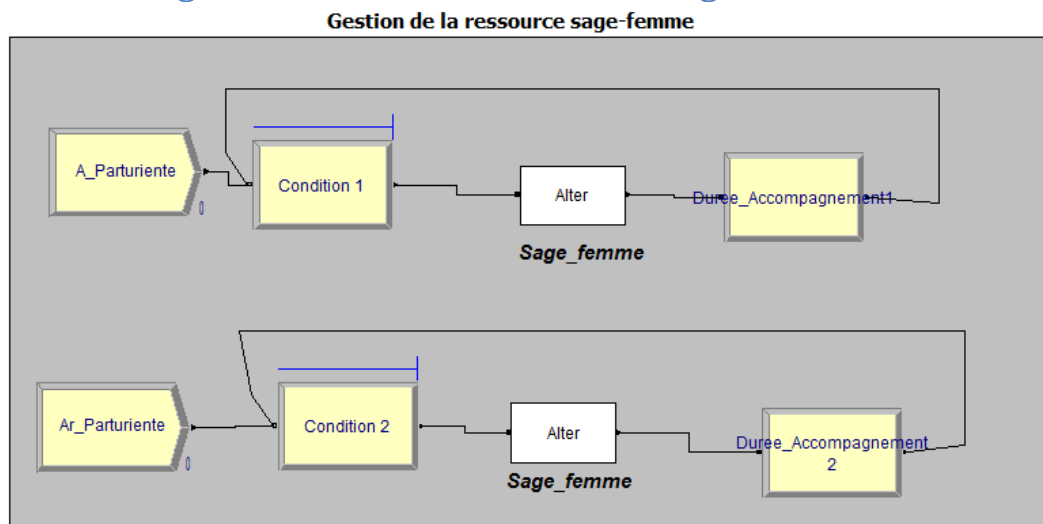 Gestion de la ressource sage-femme
A_Parturiente
0
Condition 1
Alter
Sage_femme
Duree_Accompagnement1
Ar_Parturiente
0
Condition 2
Alter
Sage_femme
Duree_Accompagnement
2